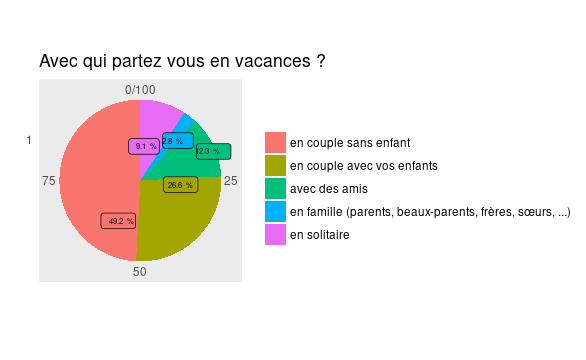 Avec qui partez vous en vacances ?
0/100
1
9.1 %
2.8 %
12.3 %
75
26.6 %
25
49.2 %
50
en couple sans enfant
en couple avec vos enfants
avec des amis
en famille (parents, beaux-parents, frères, sœurs, ...)
en solitaire